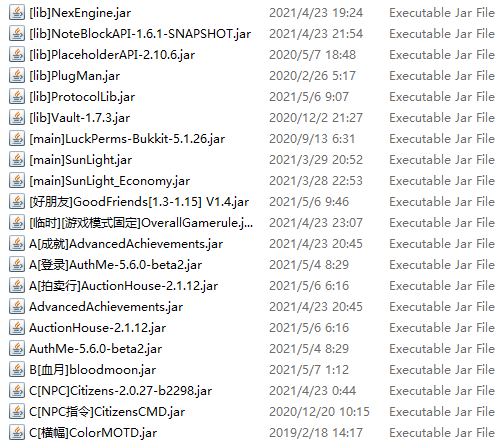 [lib]NexEngine.jar 2021/4/23 19:24 Executable Jar File
[lib]NoteBlockAPI-1.6.1-SNAPSHOT.jar 2021/4/23 21:54 Executable Jar File
[lib]PlaceholderAPI-2.10.6.jar 2020/5/7 18:48 Executable Jar File
[lib]PlugMan.jar 2020/2/26 5:17 Executable Jar File
[lib]ProtocolLib.jar 2021/5/6 9:07 Executable Jar File
[lib]Vault-1.7.3.jar 2020/12/2 21:27 Executable Jar File
[main]LuckPerms-Bukkit-5.1.26.jar 2020/9/13 6:31 Executable Jar File
[main]SunLight.jar 2021/3/29 20:52 Executable Jar File
[main]SunLight_Economy.jar 2021/3/28 22:53 Executable Jar File
[好朋友]GoodFriends[1.3-1.15] V1.4.jar 2021/5/6 9:46 Executable Jar File
[临时][游戏模式固定]OverallGamerule.j... 2021/4/23 23:07 Executable Jar File
A[成就]AdvancedAchievements.jar 2021/4/23 20:45 Executable Jar File
A[登录]AuthMe-5.6.0-beta2.jar 2021/5/4 8:29 Executable Jar File
A[拍卖行]AuctionHouse-2.1.12.jar 2021/5/6 6:16 Executable Jar File
AdvancedAchievements.jar 2021/4/23 20:45 Executable Jar File
AuctionHouse-2.1.12.jar 2021/5/6 6:16 Executable Jar File
AuthMe-5.6.0-beta2.jar 2021/5/4 8:29 Executable Jar File
B[血月]bloodmoon.jar 2021/5/7 1:12 Executable Jar File
C[NPC]Citizens-2.0.27-b2298.jar 2021/4/23 0:44 Executable Jar File
C[NPC指令]CitizensCMD.jar 2020/12/20 10:15 Executable Jar File
C[横幅]ColorMOTD.jar 2019/2/18 14:17 Executable Jar File